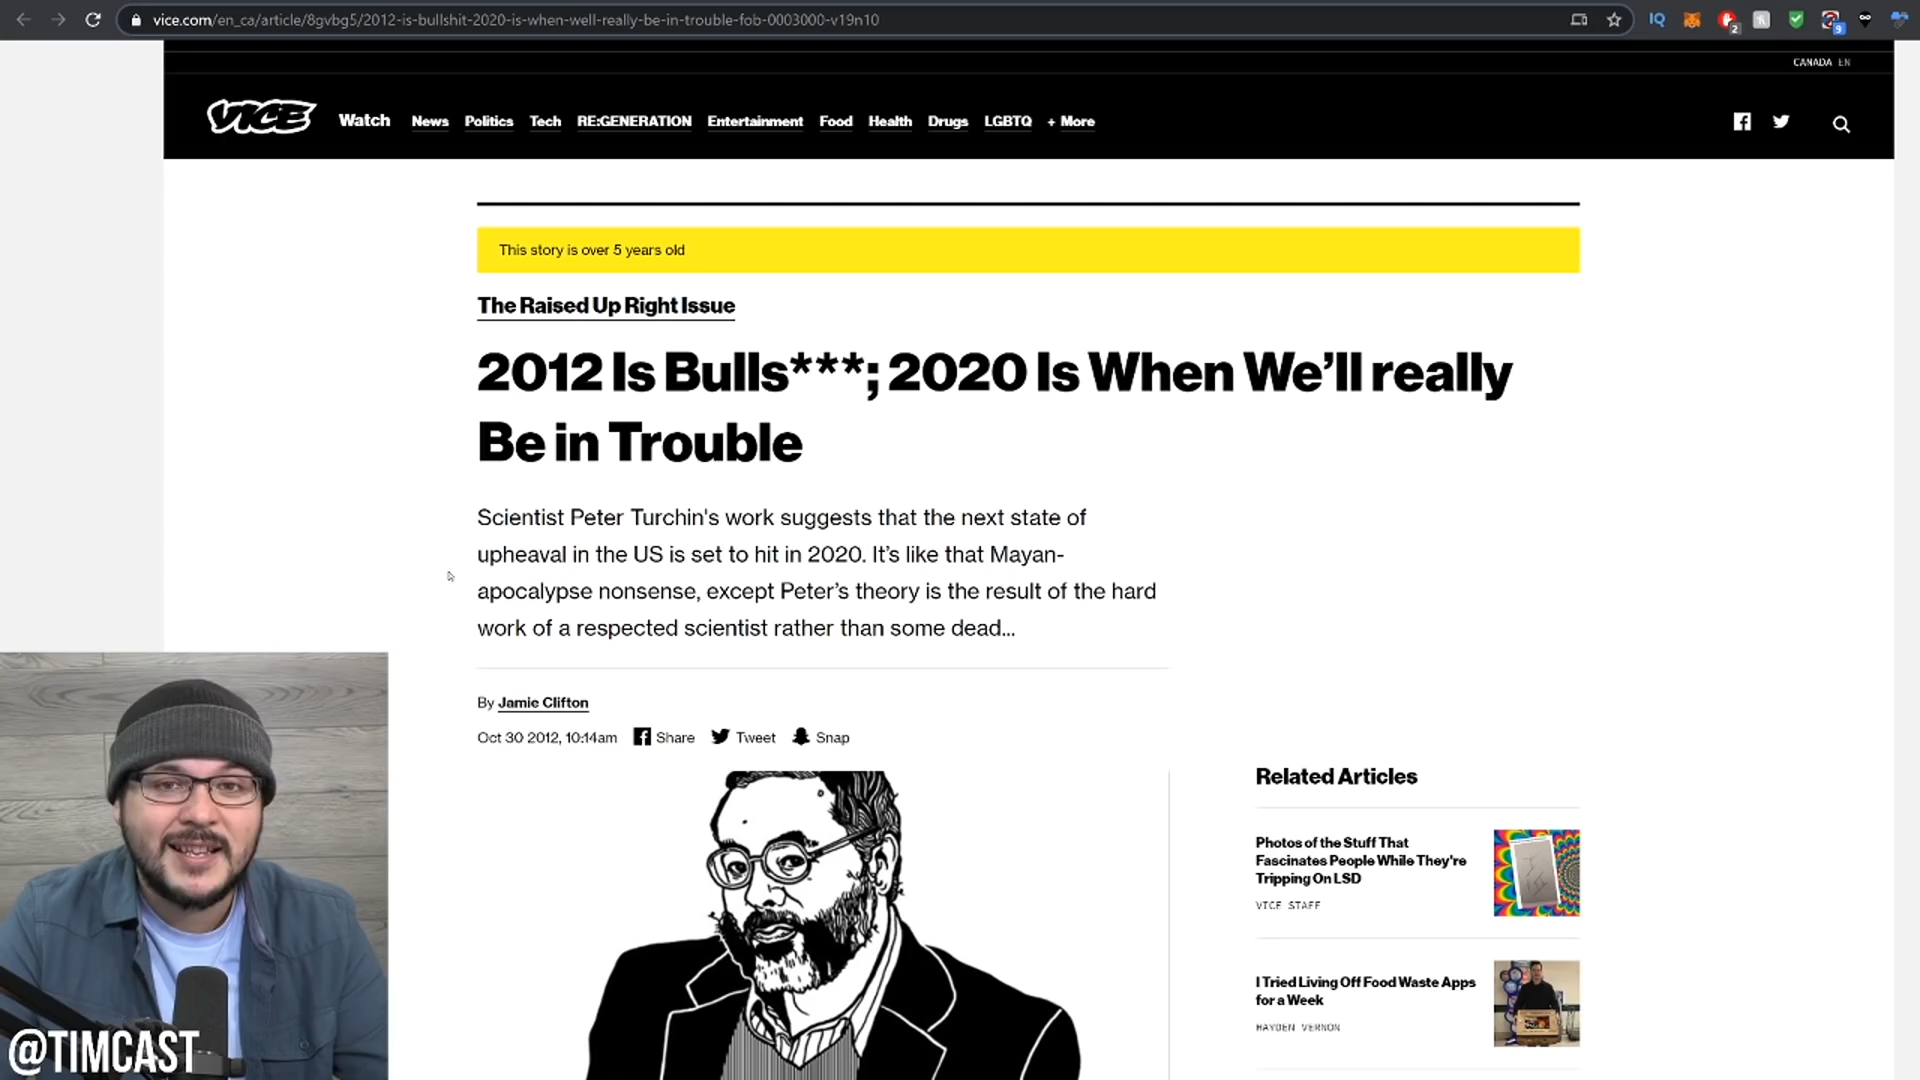 vice.com/en_ca/article/8gvbg5/2012-is-bullshit-2020-is-when-well-really-be-in-trouble-fob-0003000-v19n10
IQ
2
9
CANADA EN
VICE
Watch News Politics Tech RE:GENERATION Entertainment Food Health Drugs LGBTQ + More
This story is over 5 years old
The Raised Up Right Issue
2012 Is Bulls***; 2020 Is When We’ll really
Be in Trouble
Scientist Peter Turchin's work suggests that the next state of
upheaval in the US is set to hit in 2020. It’s like that Mayan-
apocalypse nonsense, except Peter’s theory is the result of the hard
work of a respected scientist rather than some dead...
By Jamie Clifton
Oct 30 2012, 10:14am Share Tweet Snap
Related Articles
Photos of the Stuff That
Fascinates People While They're
Tripping On LSD
VICE STAFF
I Tried Living Off Food Waste Apps
for a Week
HAYDEN VERNON
@TIMCAST